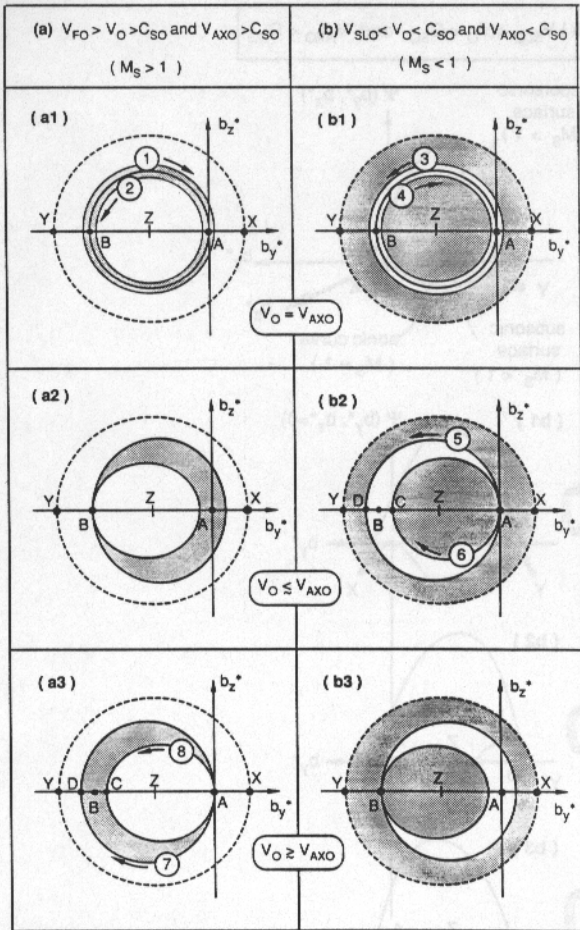 (a) V_FO > V_O > C_SO and V_AXO > C_SO
( M_S > 1 )
(b) V_SLO < V_O < C_SO and V_AXO < C_SO
( M_S < 1 )
(a1)
b_z*
1
2
Y
Z
X
B
A
b_y*
(b1)
b_z*
3
4
Y
Z
X
B
A
b_y*
V_O = V_AXO
(a2)
b_z*
Y
Z
X
B
A
b_y*
(b2)
b_z*
5
Y D
Z
X
B
C
A
b_y*
6
V_O ≲ V_AXO
(a3)
b_z*
8
Y D
C
Z
X
B
A
b_y*
7
(b3)
b_z*
Y
Z
X
B
A
b_y*
V_O ≳ V_AXO